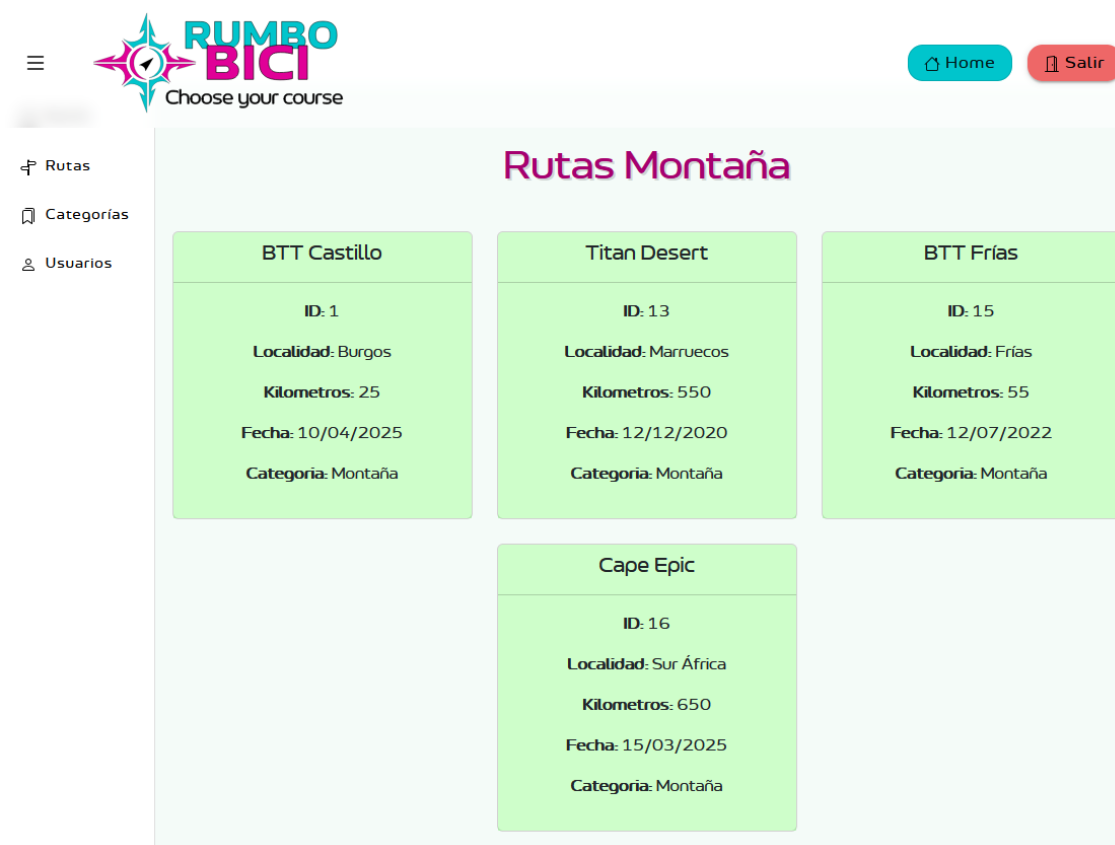 RUMBO
BICI
Choose your course
Home
Salir
Rutas
Categorías
Usuarios
Rutas Montaña
BTT Castillo
ID: 1
Localidad: Burgos
Kilometros: 25
Fecha: 10/04/2025
Categoria: Montaña
Titan Desert
ID: 13
Localidad: Marruecos
Kilometros: 550
Fecha: 12/12/2020
Categoria: Montaña
BTT Frías
ID: 15
Localidad: Frías
Kilometros: 55
Fecha: 12/07/2022
Categoria: Montaña
Cape Epic
ID: 16
Localidad: Sur África
Kilometros: 650
Fecha: 15/03/2025
Categoria: Montaña